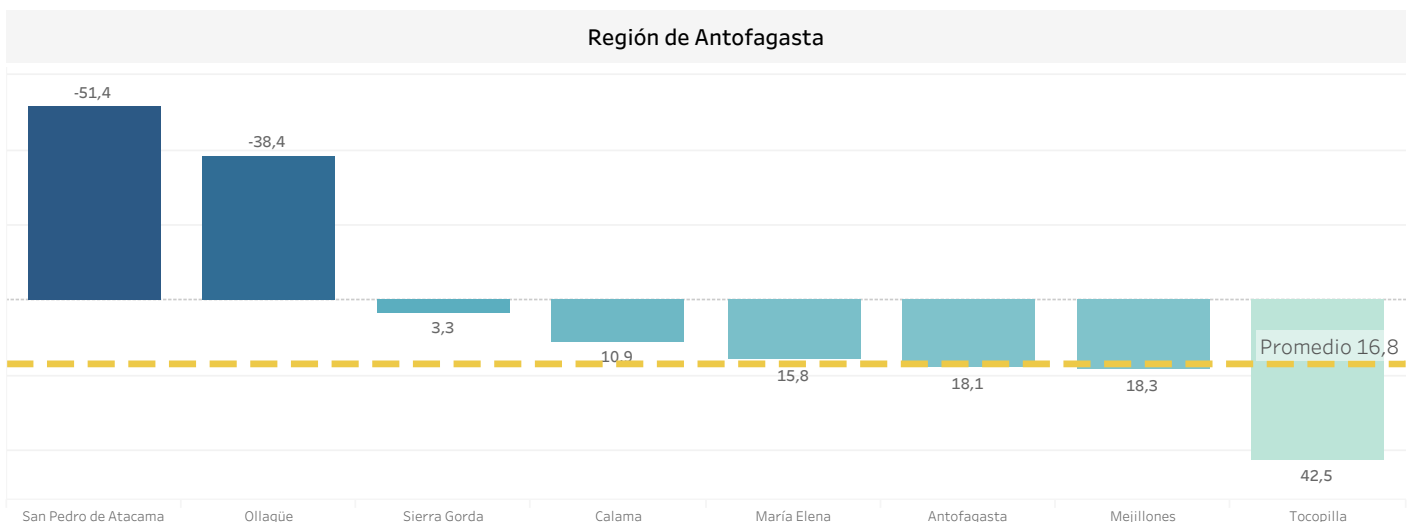 Región de Antofagasta
-51,4
-38,4
3,3
10,9
15,8
18,1
18,3
Promedio 16,8
42,5
San Pedro de Atacama
Ollagüe
Sierra Gorda
Calama
María Elena
Antofagasta
Mejillones
Tocopilla